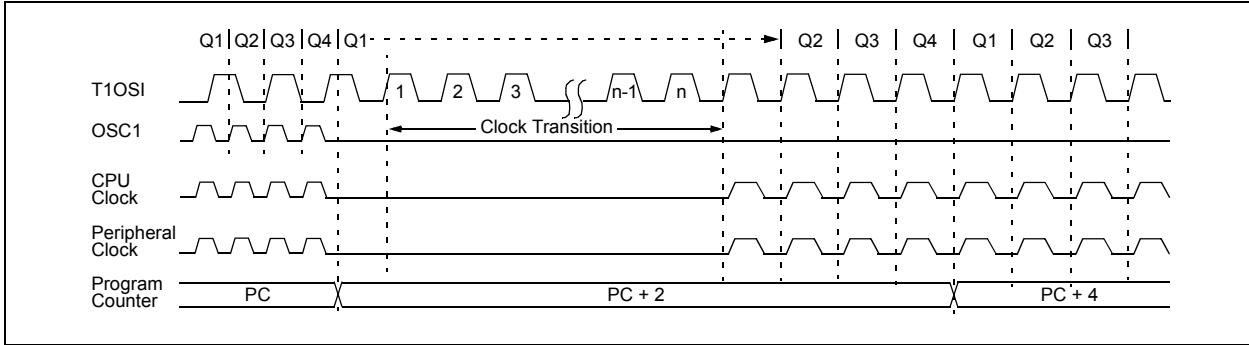 Q1 Q2 Q3 Q4 Q1 Q2 Q3 Q4 Q1 Q2 Q3
T1OSI 1 2 3 n-1 n
OSC1 Clock Transition
CPU
Clock
Peripheral
Clock
Program
Counter
PC PC + 2 PC + 4